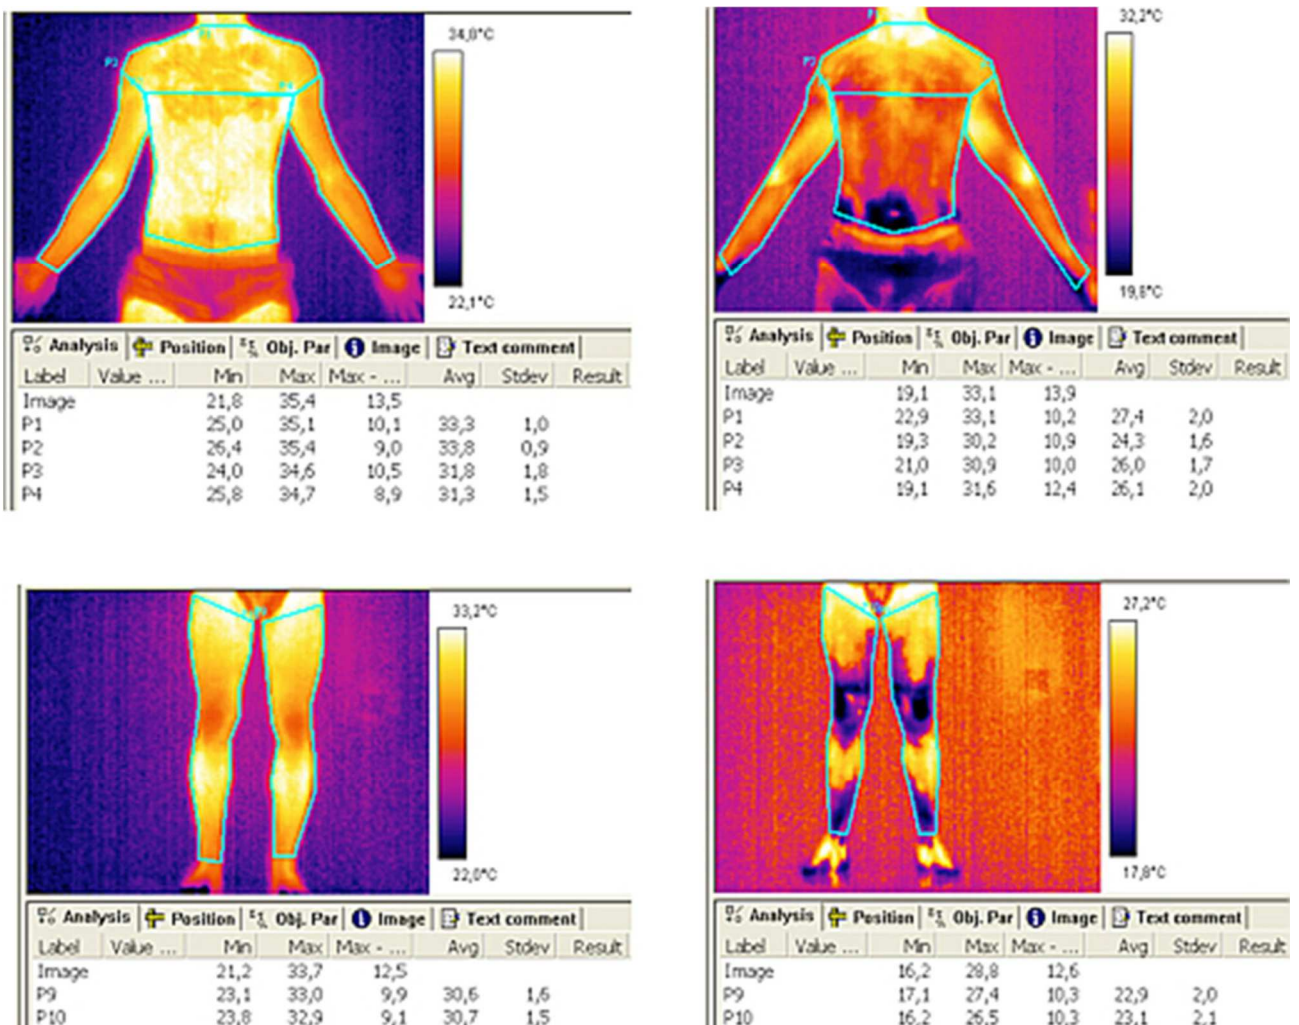 34,8°C
22,1°C
Analysis Position Obj. Par Image Text comment
Label Value ... Min Max Max - ... Avg Stdev Result
Image 21,8 35,4 13,5
P1 25,0 35,1 10,1 33,3 1,0
P2 26,4 35,4 9,0 33,8 0,9
P3 24,0 34,6 10,5 31,8 1,8
P4 25,8 34,7 8,9 31,3 1,5
32,2°C
19,8°C
Analysis Position Obj. Par Image Text comment
Label Value ... Min Max Max - ... Avg Stdev Result
Image 19,1 33,1 13,9
P1 22,9 33,1 10,2 27,4 2,0
P2 19,3 30,2 10,9 24,3 1,6
P3 21,0 30,9 10,0 26,0 1,7
P4 19,1 31,6 12,4 26,1 2,0
33,2°C
22,0°C
Analysis Position Obj. Par Image Text comment
Label Value ... Min Max Max - ... Avg Stdev Result
Image 21,2 33,7 12,5
P9 23,1 33,0 9,9 30,6 1,6
P10 23,8 32,9 9,1 30,7 1,5
27,2°C
17,8°C
Analysis Position Obj. Par Image Text comment
Label Value ... Min Max Max - ... Avg Stdev Result
Image 16,2 28,8 12,6
P9 17,1 27,4 10,3 22,9 2,0
P10 16,2 26,5 10,3 23,1 2,1